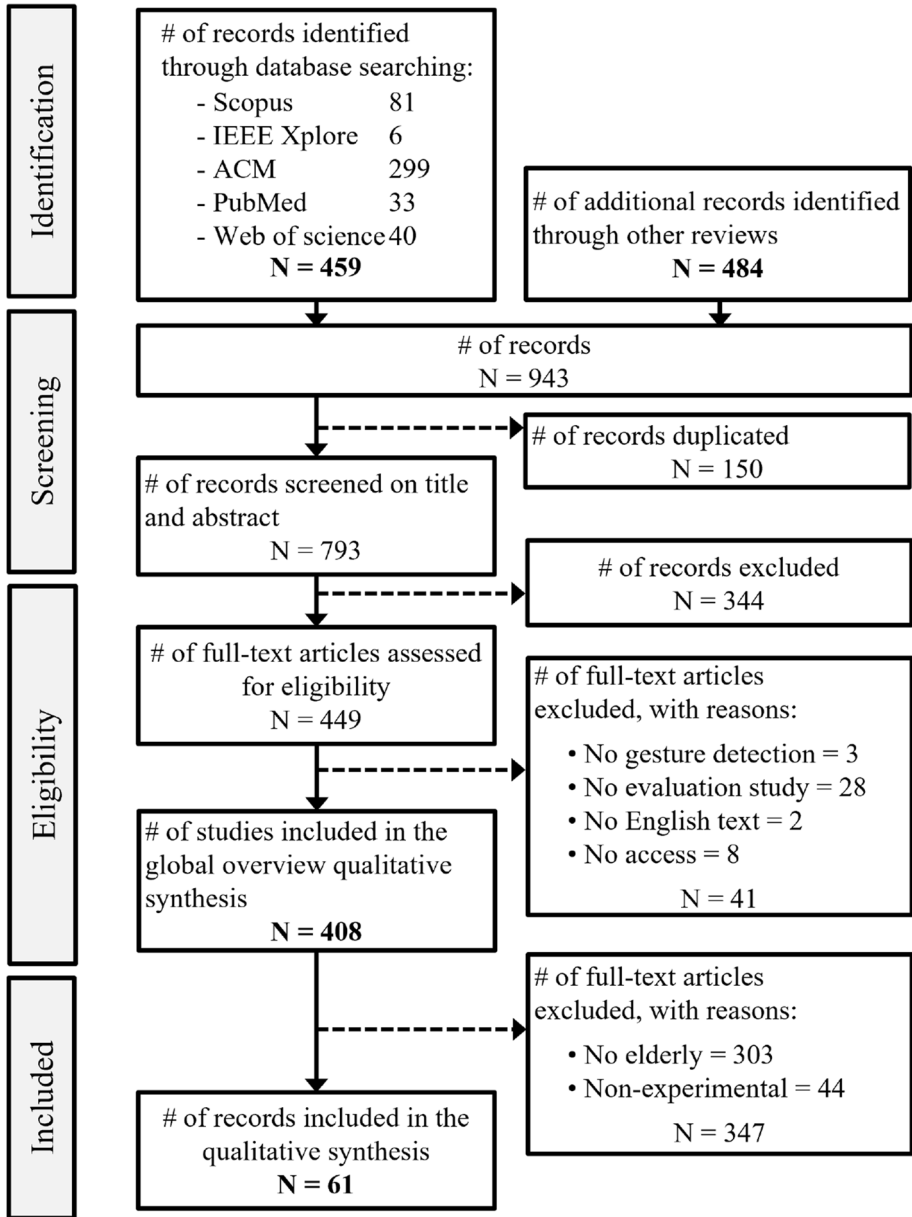 Identification
# of records identified
through database searching:
- Scopus 81
- IEEE Xplore 6
- ACM 299
- PubMed 33
- Web of science 40
N = 459
# of additional records identified
through other reviews
N = 484
Screening
# of records
N = 943
# of records duplicated
N = 150
# of records screened on title
and abstract
N = 793
Eligibility
# of records excluded
N = 344
# of full-text articles assessed
for eligibility
N = 449
# of full-text articles
excluded, with reasons:
• No gesture detection = 3
• No evaluation study = 28
• No English text = 2
• No access = 8
N = 41
# of studies included in the
global overview qualitative
synthesis
N = 408
Included
# of full-text articles
excluded, with reasons:
• No elderly = 303
• Non-experimental = 44
N = 347
# of records included in the
qualitative synthesis
N = 61